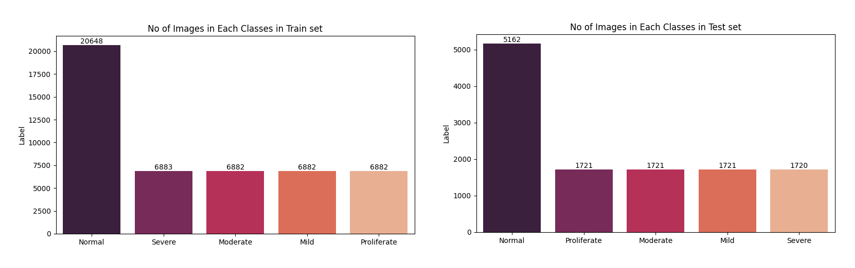 No of Images in Each Classes in Train set
20648
6883
6882
6882
6882
20000
17500
15000
12500
10000
7500
5000
2500
0
Label
Normal
Severe
Moderate
Mild
Proliferate
No of Images in Each Classes in Test set
5162
1721
1721
1721
1720
5000
4000
3000
2000
1000
0
Label
Normal
Proliferate
Moderate
Mild
Severe